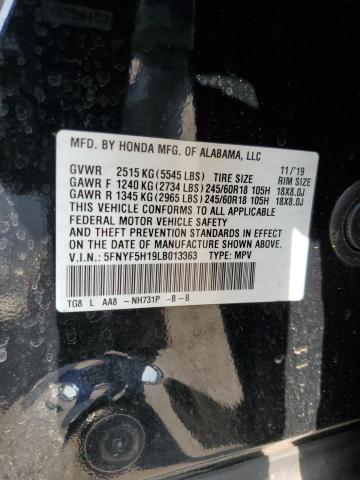 MFD. BY HONDA MFG. OF ALABAMA, LLC
GVWR 2515 KG (5545 LBS) TIRE SIZE 11/'19 RIM SIZE
GAWR F 1240 KG (2734 LBS) 245/60R18 105H 18X8.0J
GAWR R 1345 KG (2965 LBS) 245/60R18 105H 18X8.0J
THIS VEHICLE CONFORMS TO ALL APPLICABLE
FEDERAL MOTOR VEHICLE SAFETY
AND THEFT PREVENTION STANDARDS IN EFFECT ON
THE DATE OF MANUFACTURE SHOWN ABOVE.
V.I.N.: 5FNYF5H19LB013363 TYPE: MPV
TG8 L AA8 -NH731P -B-B